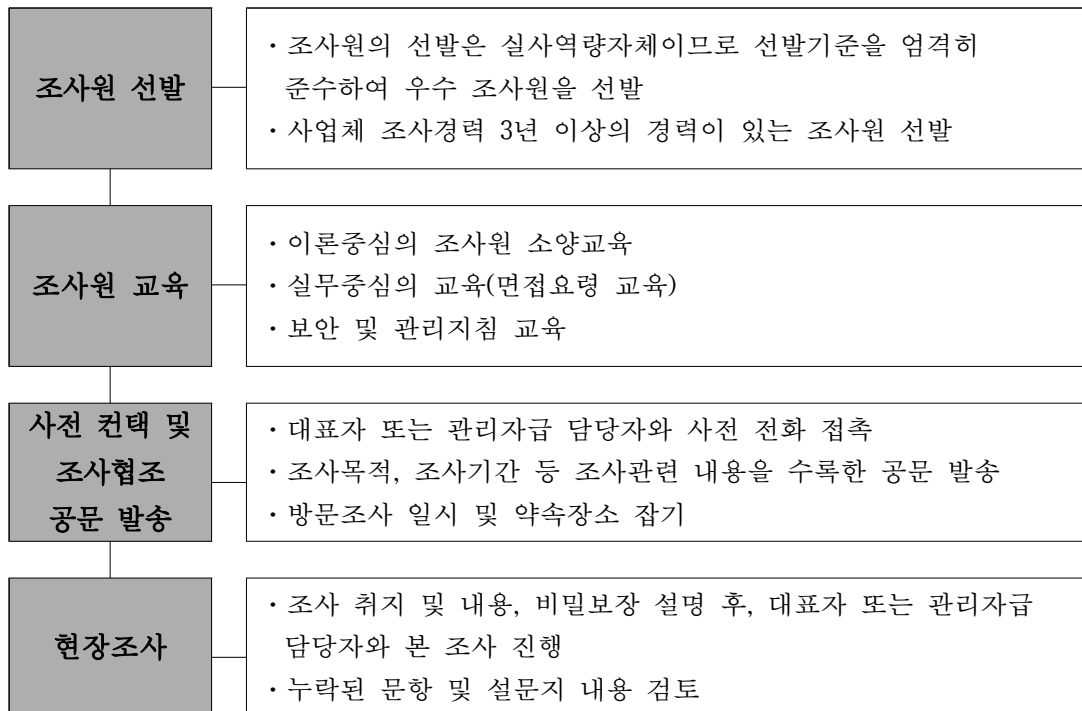 조사원 선발
· 조사원의 선발은 실사역량자체이므로 선발기준을 엄격히
준수하여 우수 조사원을 선발
· 사업체 조사경력 3년 이상의 경력이 있는 조사원 선발
조사원 교육
· 이론중심의 조사원 소양교육
· 실무중심의 교육(면접요령 교육)
· 보안 및 관리지침 교육
사전 컨택 및
조사협조
공문 발송
· 대표자 또는 관리자급 담당자와 사전 전화 접촉
· 조사목적, 조사기간 등 조사관련 내용을 수록한 공문 발송
· 방문조사 일시 및 약속장소 잡기
현장조사
· 조사 취지 및 내용, 비밀보장 설명 후, 대표자 또는 관리자급
담당자와 본 조사 진행
· 누락된 문항 및 설문지 내용 검토